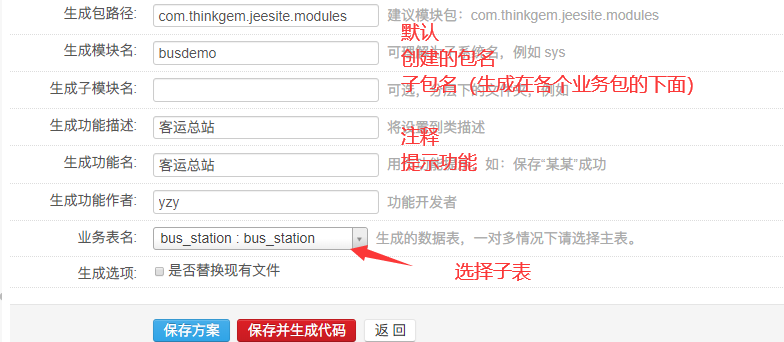 生成包路径: com.thinkgem.jeesite.modules 建议模块包：com.thinkgem.jeesite.modules
默认
生成模块名: busdemo 可理解为子系统名，例如 sys
创建的包名
生成子模块名: 可选，分层下的文件夹，例如
子包名（生成在各个业务包的下面）
生成功能描述: 客运总站 将设置到类描述
注释
生成功能名: 客运总站 如：保存“某某”成功
提示功能
生成功能作者: yzy 功能开发者
业务表名: bus_station : bus_station 生成的数据表，一对多情况下请选择主表。
生成选项: 是否替换现有文件 选择子表
保存方案 保存并生成代码 返 回